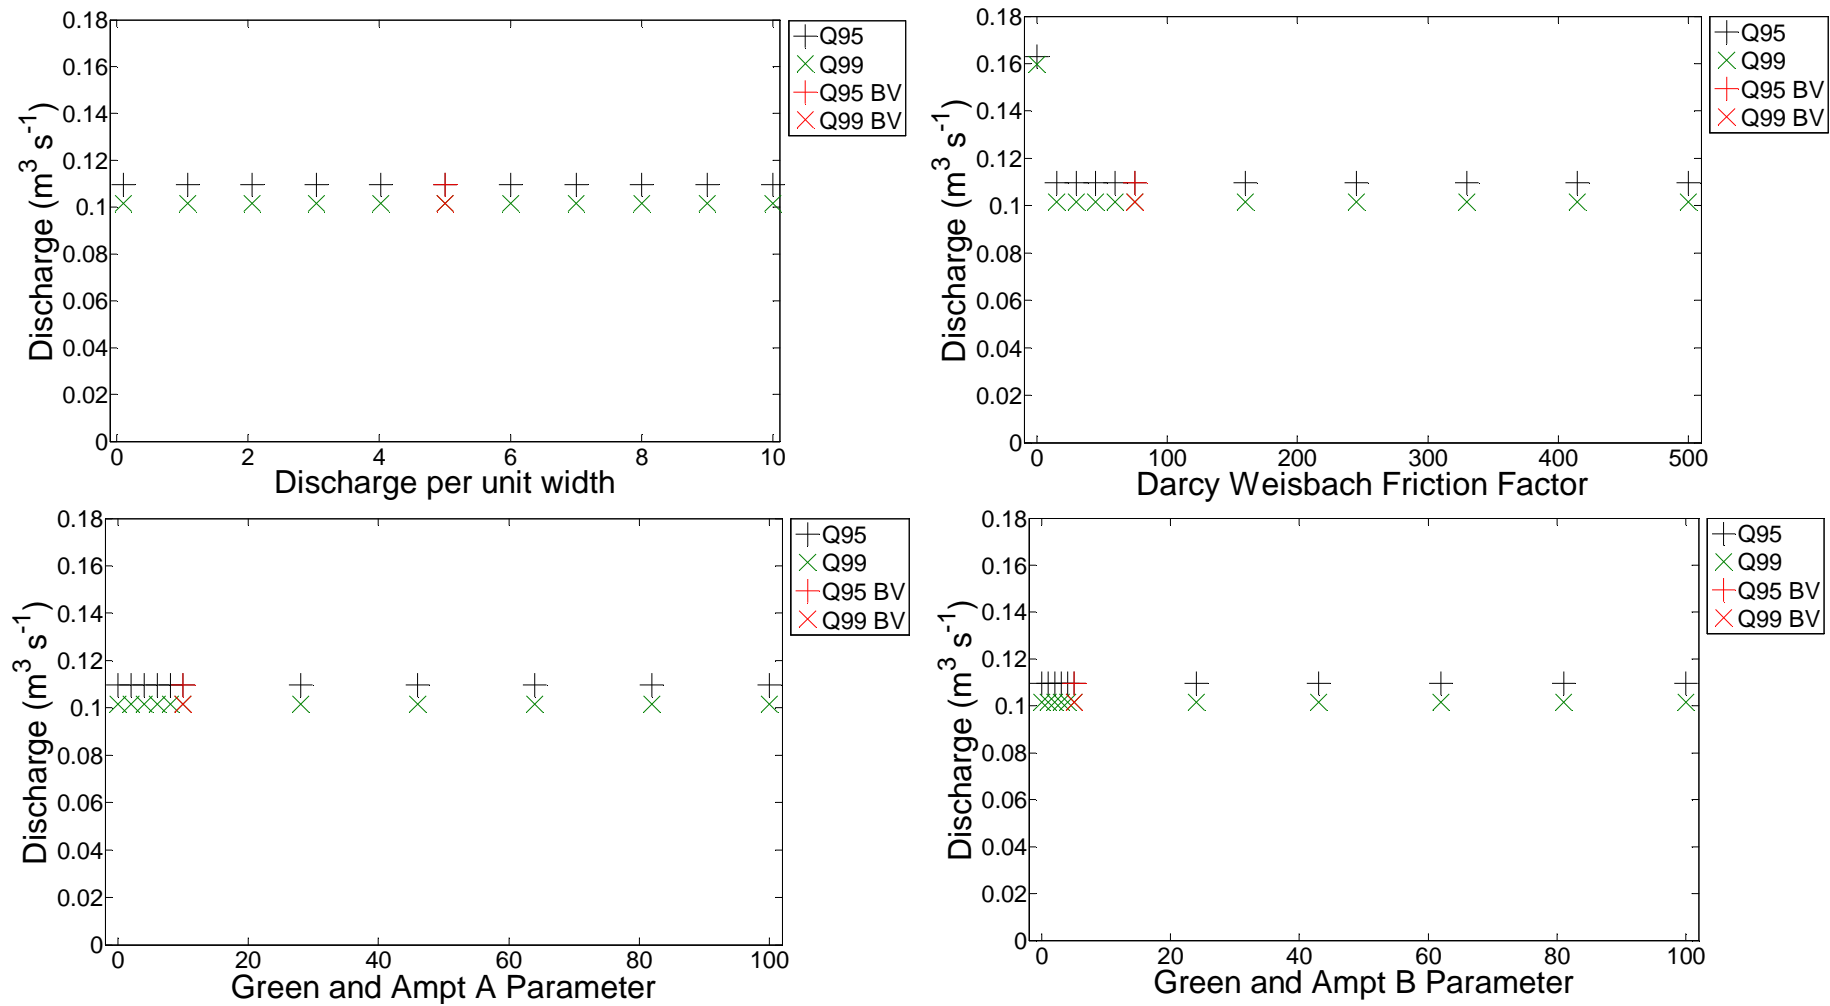 0.18
0.16
0.14
0.12
0.1
0.08
0.06
0.04
0.02
0
Discharge (m³ s⁻¹)
0 2 4 6 8 10
Discharge per unit width
Q95
Q99
Q95 BV
Q99 BV
0.18
0.16
0.14
0.12
0.1
0.08
0.06
0.04
0.02
0
Discharge (m³ s⁻¹)
0 100 200 300 400 500
Darcy Weisbach Friction Factor
Q95
Q99
Q95 BV
Q99 BV
0.18
0.16
0.14
0.12
0.1
0.08
0.06
0.04
0.02
0
Discharge (m³ s⁻¹)
0 20 40 60 80 100
Green and Ampt A Parameter
Q95
Q99
Q95 BV
Q99 BV
0.18
0.16
0.14
0.12
0.1
0.08
0.06
0.04
0.02
0
Discharge (m³ s⁻¹)
0 20 40 60 80 100
Green and Ampt B Parameter
Q95
Q99
Q95 BV
Q99 BV